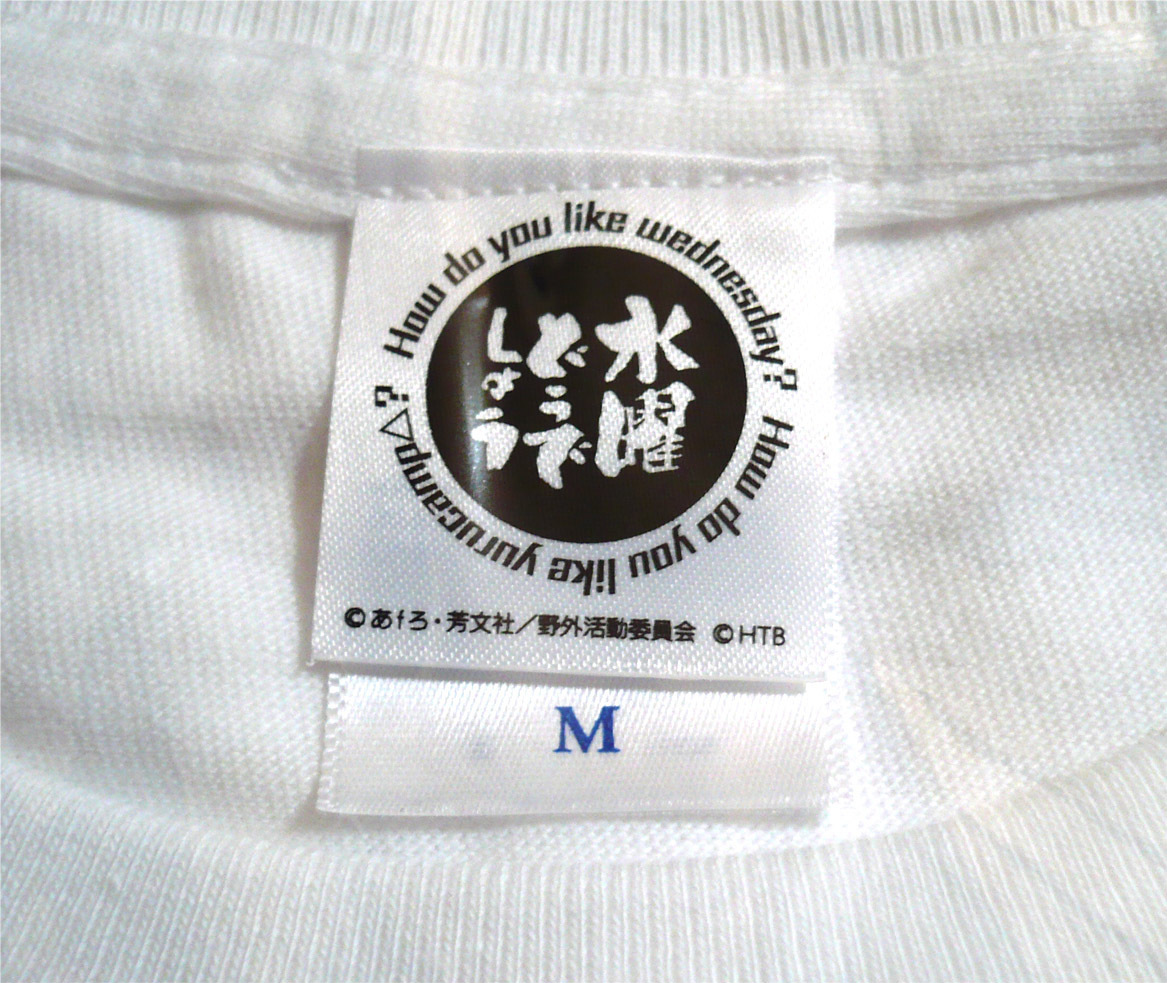 How do you like wednesday?
How do you like yurucamp△?
水曜
どうで
しょう
©あfろ・芳文社／野外活動委員会 ©HTB
M